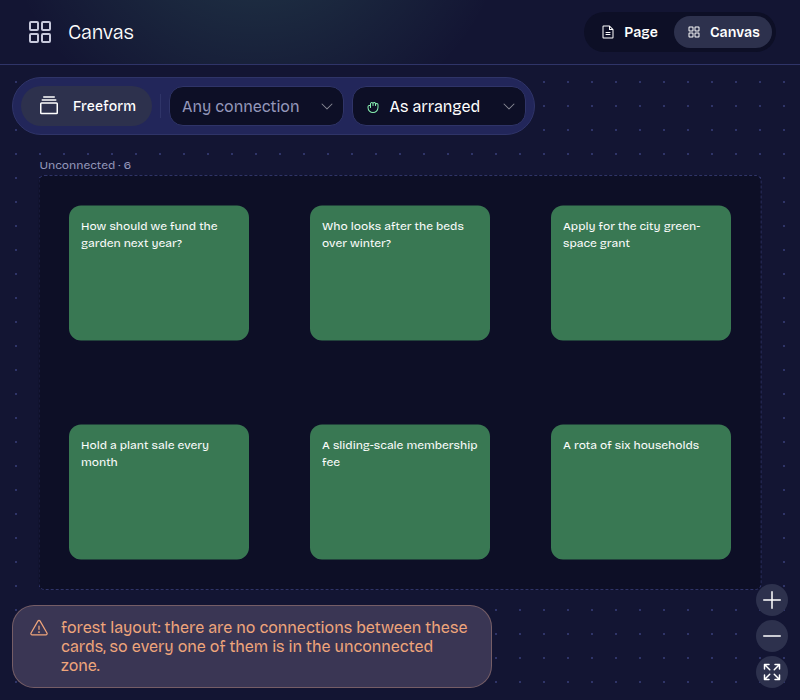 Canvas
Page
Canvas
Freeform
Any connection
As arranged
Unconnected · 6
How should we fund the
garden next year?
Who looks after the beds
over winter?
Apply for the city green-
space grant
Hold a plant sale every
month
A sliding-scale membership
fee
A rota of six households
forest layout: there are no connections between these
cards, so every one of them is in the unconnected
zone.